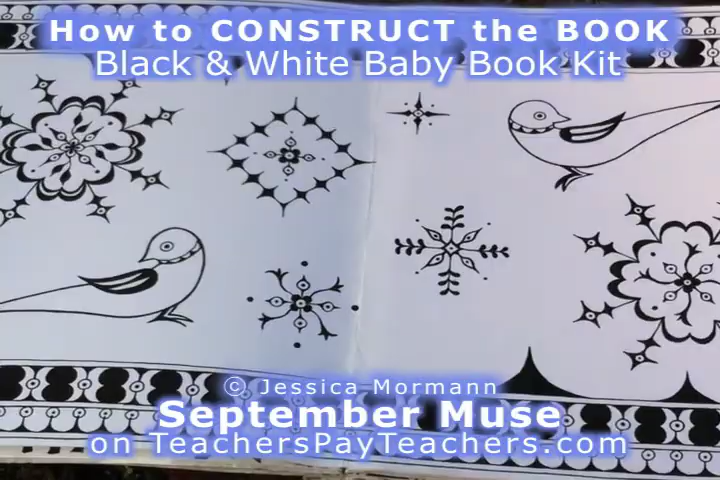 How to CONSTRUCT the BOOK
Black & White Baby Book Kit
© Jessica Mormann
September Muse
on TeachersPayTeachers.com